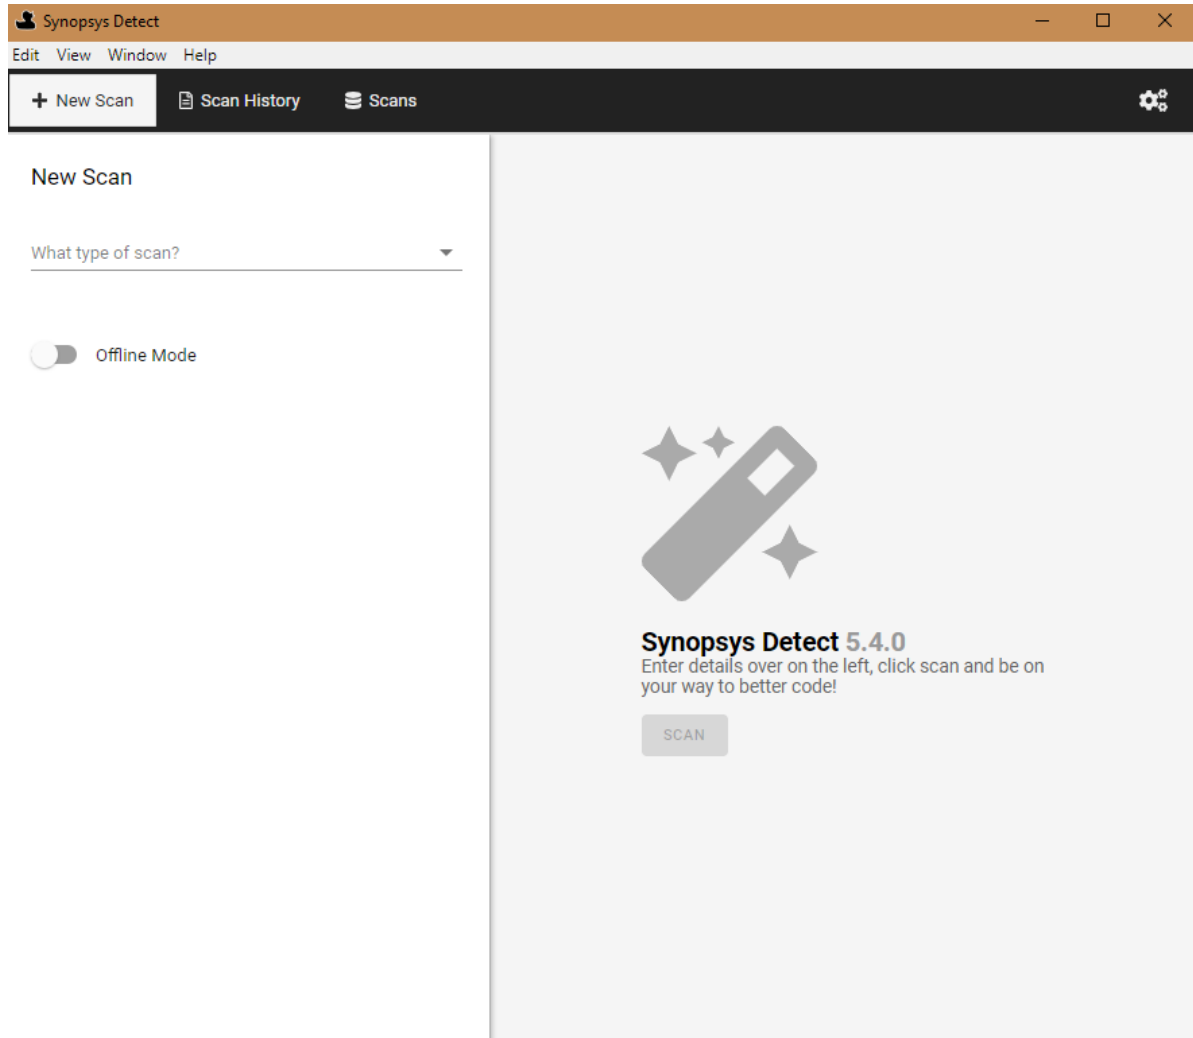 Synopsys Detect
Edit View Window Help
New Scan Scan History Scans
New Scan
What type of scan?
Offline Mode
Synopsys Detect 5.4.0
Enter details over on the left, click scan and be on
your way to better code!
SCAN